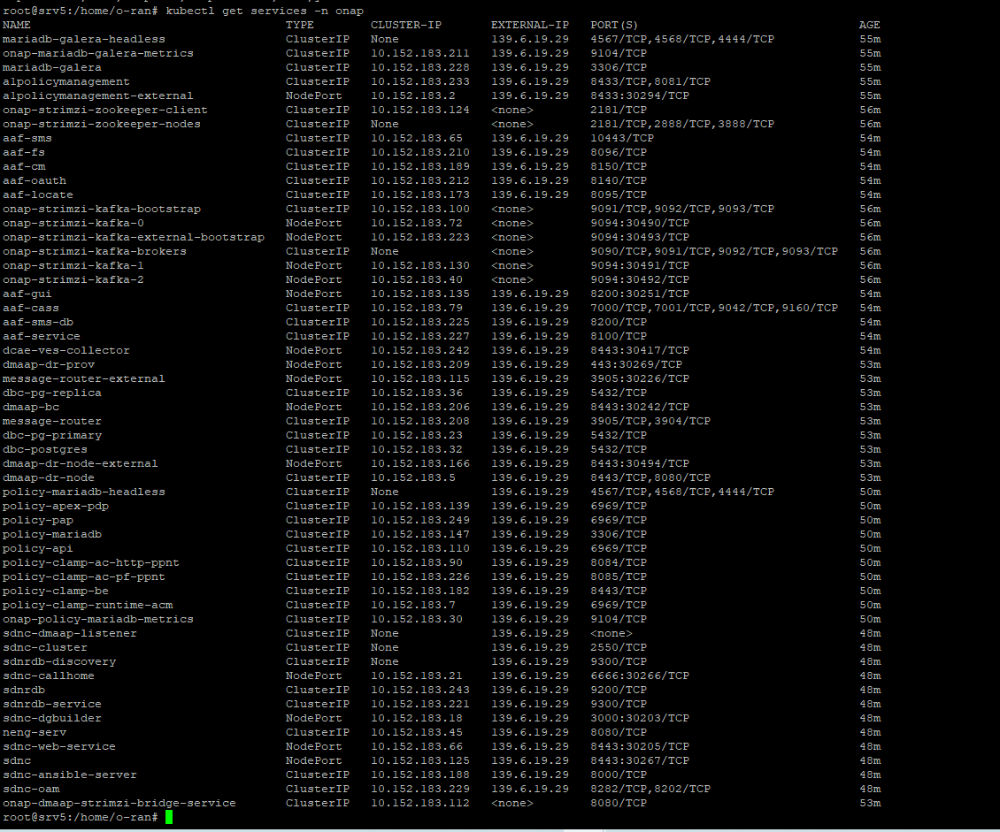 root@srv5:/home/o-ran# kubectl get services -n onap
NAME TYPE CLUSTER-IP EXTERNAL-IP PORT(S) AGE
mariadb-galera-headless ClusterIP None 139.6.19.29 4567/TCP,4568/TCP,4444/TCP 55m
onap-mariadb-galera-metrics ClusterIP 10.152.183.211 139.6.19.29 9104/TCP 55m
mariadb-galera ClusterIP 10.152.183.228 139.6.19.29 3306/TCP 55m
a1policymanagement ClusterIP 10.152.183.233 139.6.19.29 8433/TCP,8081/TCP 55m
a1policymanagement-external NodePort 10.152.183.2 139.6.19.29 8433:30294/TCP 55m
onap-strimzi-zookeeper-client ClusterIP 10.152.183.124 <none> 2181/TCP 56m
onap-strimzi-zookeeper-nodes ClusterIP None <none> 2181/TCP,2888/TCP,3888/TCP 56m
aaf-sms ClusterIP 10.152.183.65 139.6.19.29 10443/TCP 54m
aaf-fs ClusterIP 10.152.183.210 139.6.19.29 8096/TCP 54m
aaf-cm ClusterIP 10.152.183.189 139.6.19.29 8150/TCP 54m
aaf-oauth ClusterIP 10.152.183.212 139.6.19.29 8140/TCP 54m
aaf-locate ClusterIP 10.152.183.173 139.6.19.29 8095/TCP 54m
onap-strimzi-kafka-bootstrap ClusterIP 10.152.183.100 <none> 9091/TCP,9092/TCP,9093/TCP 56m
onap-strimzi-kafka-0 NodePort 10.152.183.72 <none> 9094:30490/TCP 56m
onap-strimzi-kafka-external-bootstrap NodePort 10.152.183.223 <none> 9094:30493/TCP 56m
onap-strimzi-kafka-brokers ClusterIP None <none> 9090/TCP,9091/TCP,9092/TCP,9093/TCP 56m
onap-strimzi-kafka-1 NodePort 10.152.183.130 <none> 9094:30491/TCP 56m
onap-strimzi-kafka-2 NodePort 10.152.183.40 <none> 9094:30492/TCP 56m
aaf-gui NodePort 10.152.183.135 139.6.19.29 8200:30251/TCP 54m
aaf-cass ClusterIP 10.152.183.79 139.6.19.29 7000/TCP,7001/TCP,9042/TCP,9160/TCP 54m
aaf-sms-db ClusterIP 10.152.183.225 139.6.19.29 8200/TCP 54m
aaf-service ClusterIP 10.152.183.227 139.6.19.29 8100/TCP 54m
dcae-ves-collector NodePort 10.152.183.242 139.6.19.29 8443:30417/TCP 54m
dmaap-dr-prov NodePort 10.152.183.209 139.6.19.29 443:30269/TCP 53m
message-router-external NodePort 10.152.183.115 139.6.19.29 3905:30226/TCP 53m
dbc-pg-replica ClusterIP 10.152.183.36 139.6.19.29 5432/TCP 53m
dmaap-bc NodePort 10.152.183.206 139.6.19.29 8443:30242/TCP 53m
message-router ClusterIP 10.152.183.208 139.6.19.29 3905/TCP,3904/TCP 53m
dbc-pg-primary ClusterIP 10.152.183.23 139.6.19.29 5432/TCP 53m
dbc-postgres ClusterIP 10.152.183.32 139.6.19.29 5432/TCP 53m
dmaap-dr-node-external NodePort 10.152.183.166 139.6.19.29 8443:30494/TCP 53m
dmaap-dr-node ClusterIP 10.152.183.5 139.6.19.29 8443/TCP,8080/TCP 53m
policy-mariadb-headless ClusterIP None 139.6.19.29 4567/TCP,4568/TCP,4444/TCP 50m
policy-apex-pdp ClusterIP 10.152.183.139 139.6.19.29 6969/TCP 50m
policy-pap ClusterIP 10.152.183.249 139.6.19.29 6969/TCP 50m
policy-mariadb ClusterIP 10.152.183.147 139.6.19.29 3306/TCP 50m
policy-api ClusterIP 10.152.183.110 139.6.19.29 6969/TCP 50m
policy-clamp-ac-http-ppnt ClusterIP 10.152.183.90 139.6.19.29 8084/TCP 50m
policy-clamp-ac-pf-ppnt ClusterIP 10.152.183.226 139.6.19.29 8085/TCP 50m
policy-clamp-be ClusterIP 10.152.183.182 139.6.19.29 8443/TCP 50m
policy-clamp-runtime-acm ClusterIP 10.152.183.7 139.6.19.29 6969/TCP 50m
onap-policy-mariadb-metrics ClusterIP 10.152.183.30 139.6.19.29 9104/TCP 50m
sdnc-dmaap-listener ClusterIP None 139.6.19.29 <none> 48m
sdnc-cluster ClusterIP None 139.6.19.29 2550/TCP 48m
sdnrdb-discovery ClusterIP None 139.6.19.29 9300/TCP 48m
sdnc-callhome NodePort 10.152.183.21 139.6.19.29 6666:30266/TCP 48m
sdnrdb ClusterIP 10.152.183.243 139.6.19.29 9200/TCP 48m
sdnrdb-service ClusterIP 10.152.183.221 139.6.19.29 9300/TCP 48m
sdnc-dgbuilder NodePort 10.152.183.18 139.6.19.29 3000:30203/TCP 48m
neng-serv ClusterIP 10.152.183.45 139.6.19.29 8080/TCP 48m
sdnc-web-service NodePort 10.152.183.66 139.6.19.29 8443:30205/TCP 48m
sdnc NodePort 10.152.183.125 139.6.19.29 8443:30267/TCP 48m
sdnc-ansible-server ClusterIP 10.152.183.188 139.6.19.29 8000/TCP 48m
sdnc-oam ClusterIP 10.152.183.229 139.6.19.29 8282/TCP,8202/TCP 48m
onap-dmaap-strimzi-bridge-service ClusterIP 10.152.183.112 <none> 8080/TCP 53m
root@srv5:/home/o-ran#